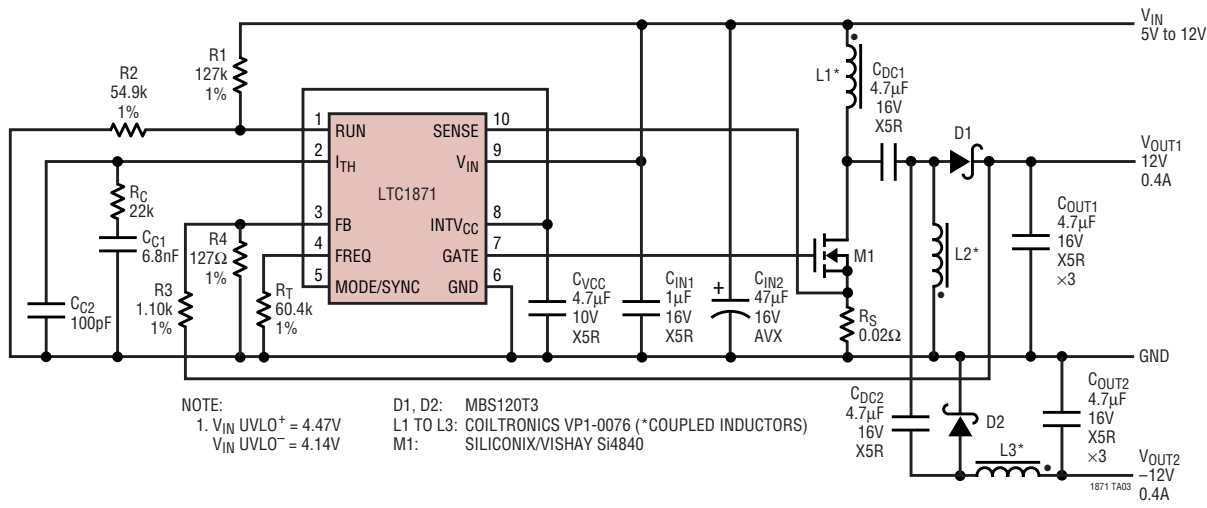 VIN
5V to 12V
R1
127k
1%
R2
54.9k
1%
L1*
CDC1
4.7µF
16V
X5R
D1
VOUT1
12V
0.4A
1
RUN
SENSE
10
2
ITH
VIN
9
LTC1871
3
FB
INTVCC
8
4
FREQ
GATE
7
5
MODE/SYNC
GND
6
RC
22k
CC1
6.8nF
R4
127Ω
1%
R3
1.10k
1%
CC2
100pF
RT
60.4k
1%
CVCC
4.7µF
10V
X5R
CIN1
1µF
16V
X5R
+
CIN2
47µF
16V
AVX
M1
RS
0.02Ω
L2*
COUT1
4.7µF
16V
X5R
×3
GND
CDC2
4.7µF
16V
X5R
D2
L3*
COUT2
4.7µF
16V
X5R
×3
VOUT2
–12V
0.4A
1871 TA03
NOTE:
1. VIN UVLO+ = 4.47V
VIN UVLO– = 4.14V
D1, D2: MBS120T3
L1 TO L3: COILTRONICS VP1-0076 (*COUPLED INDUCTORS)
M1: SILICONIX/VISHAY Si4840